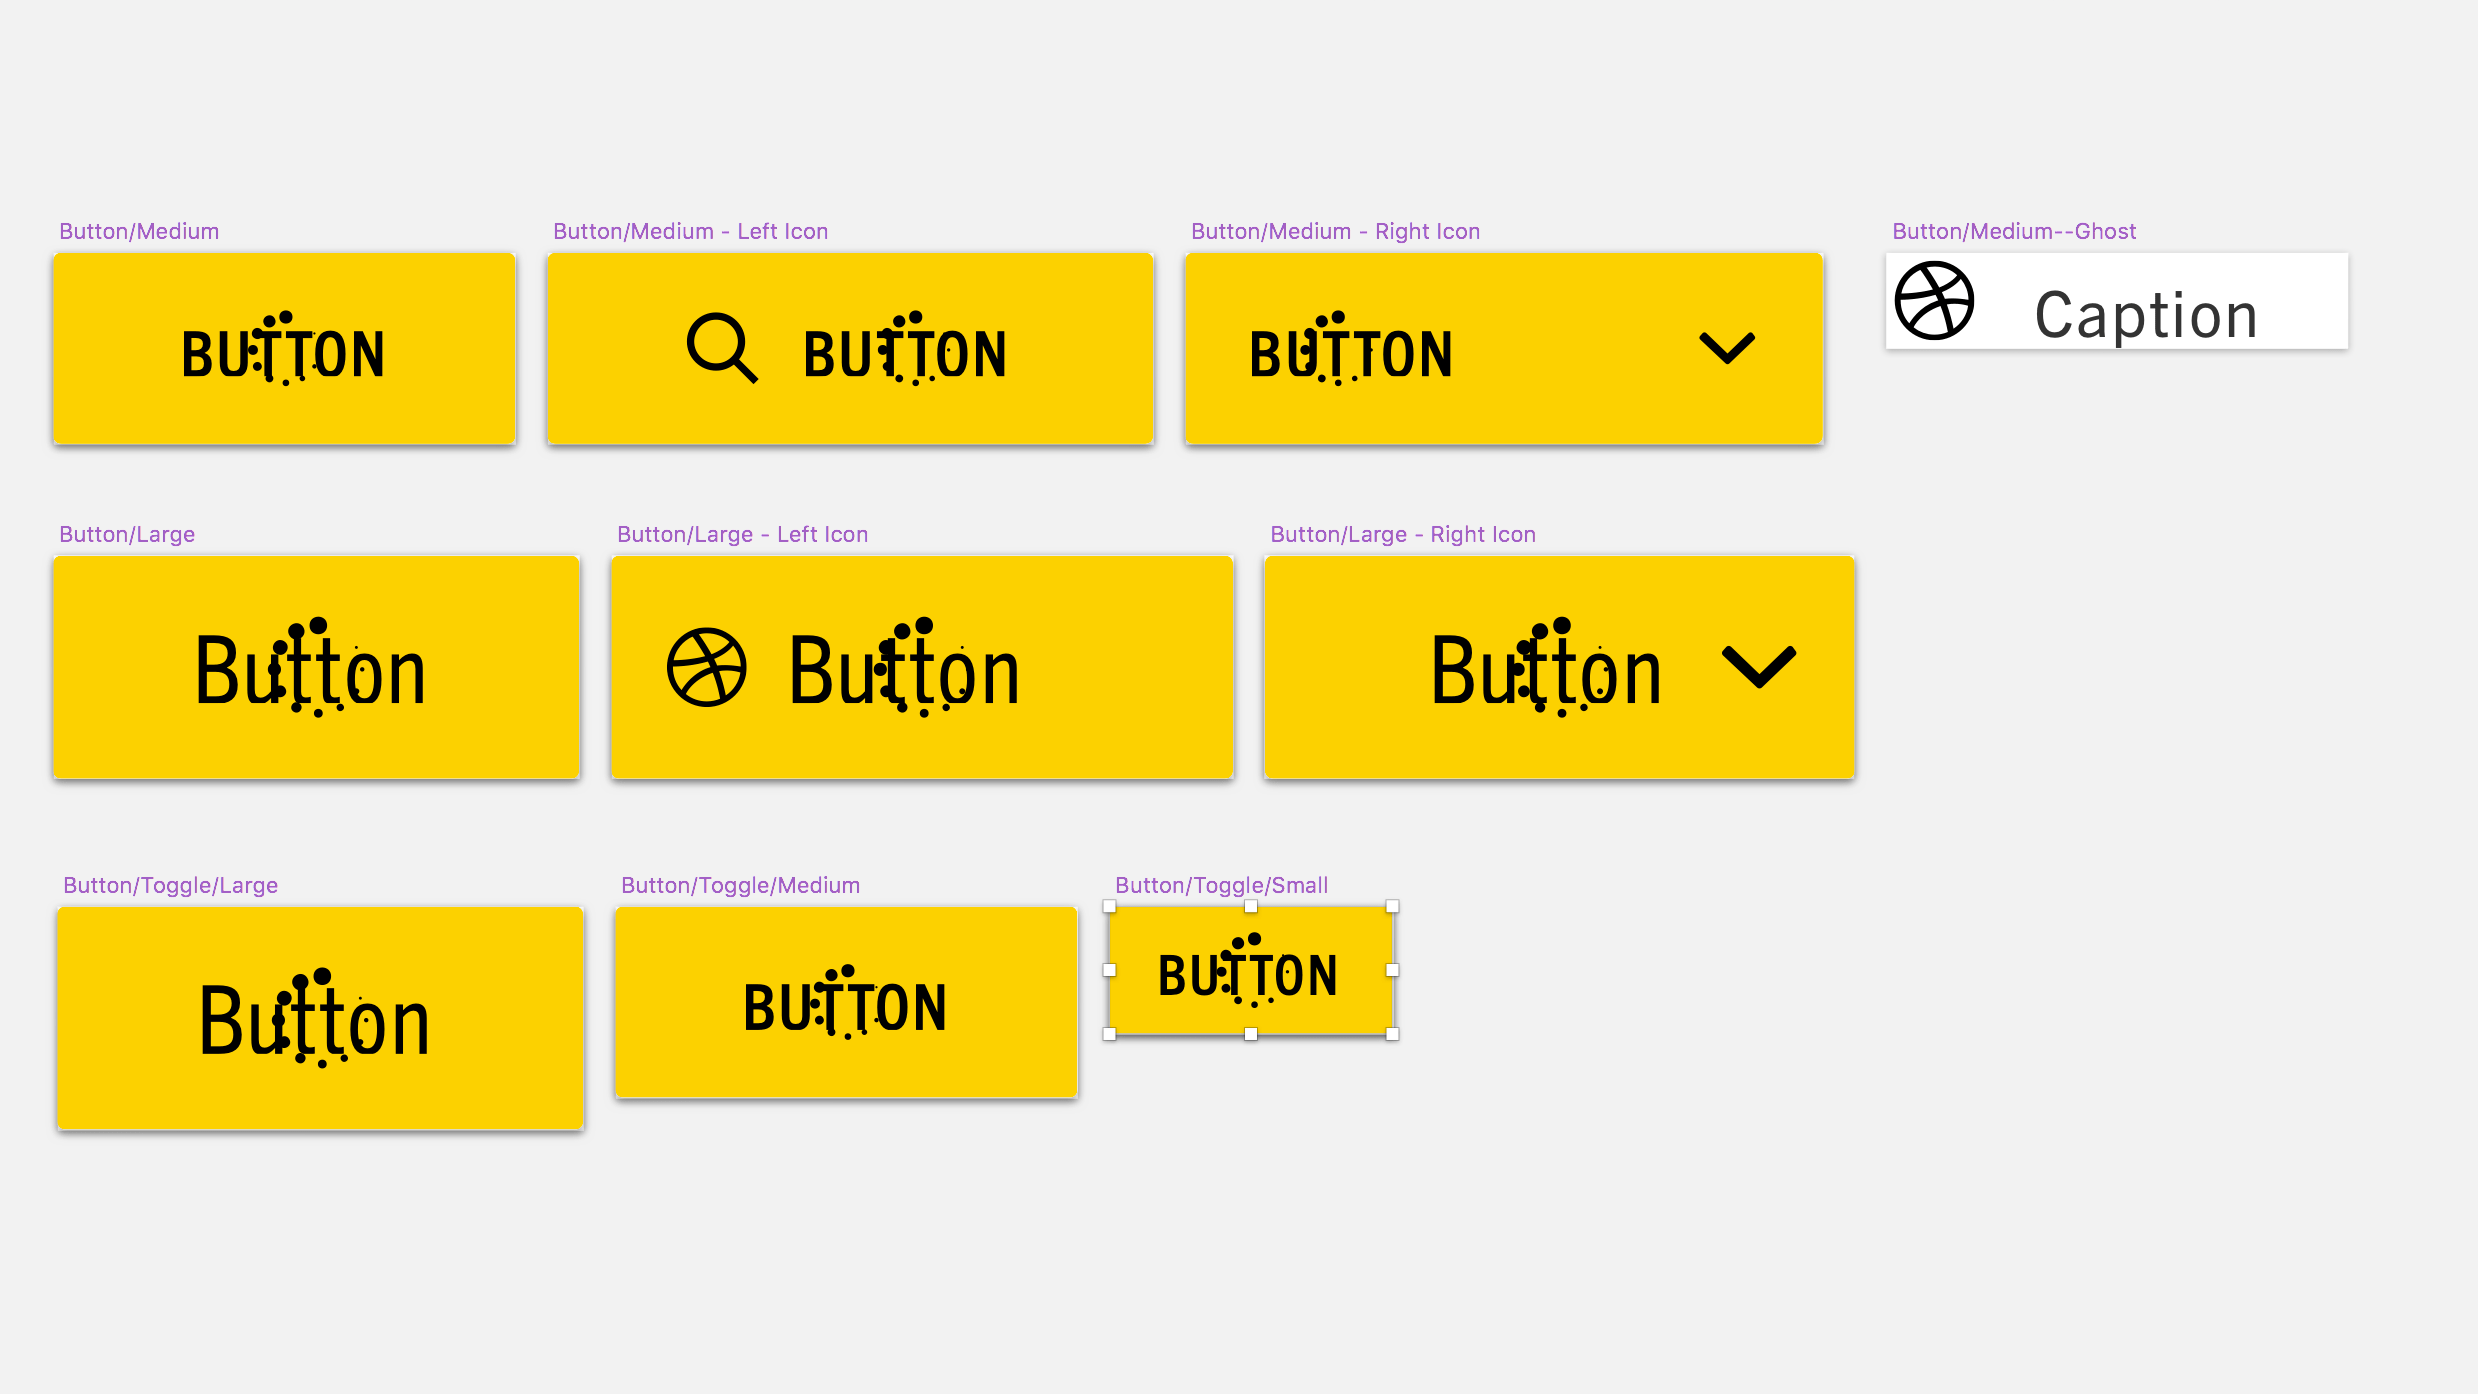 Button/Medium
Button/Medium - Left Icon
Button/Medium - Right Icon
Button/Medium--Ghost
BUTTON
BUTTON
BUTTON
Caption
Button/Large
Button/Large - Left Icon
Button/Large - Right Icon
Button
Button
Button
Button/Toggle/Large
Button/Toggle/Medium
Button/Toggle/Small
Button
BUTTON
BUTTON